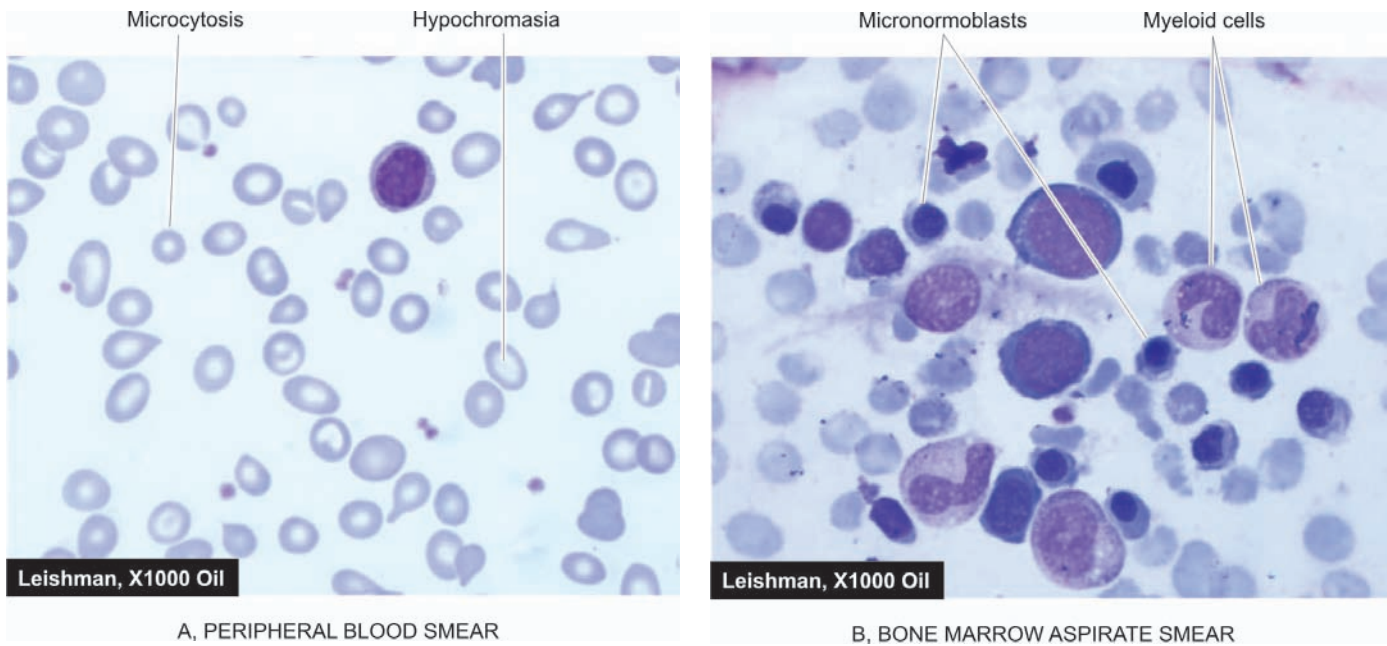 Microcytosis
Hypochromasia
Leishman, X1000 Oil
A, PERIPHERAL BLOOD SMEAR
Micronormoblasts
Myeloid cells
Leishman, X1000 Oil
B, BONE MARROW ASPIRATE SMEAR